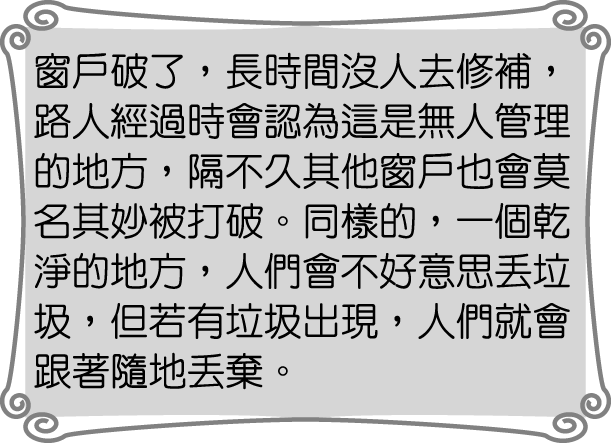 窗戶破了，長時間沒人去修補，
路人經過時會認為這是無人管理
的地方，隔不久其他窗戶也會莫
名其妙被打破。同樣的，一個乾
淨的地方，人們會不好意思丟垃
圾，但若有垃圾出現，人們就會
跟著隨地丟棄。